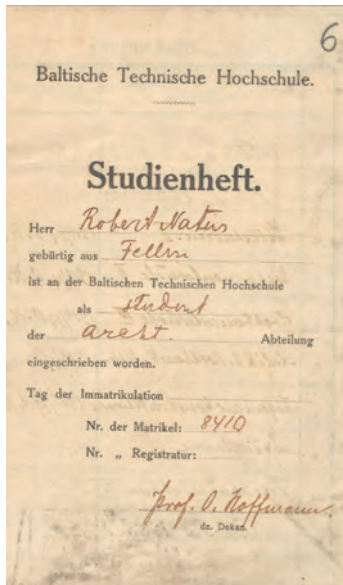 6
Baltische Technische Hochschule.
Studienheft.
Herr Robert Natus
gebürtig aus Fellin
ist an der Baltischen Technischen Hochschule
als student
der Abteilung
eingeschrieben worden.
Tag der Immatrikulation
Nr. der Matrikel: 8410
Nr. „ Registratur:
Prof. O. Hoffmann
dz. Dekan.